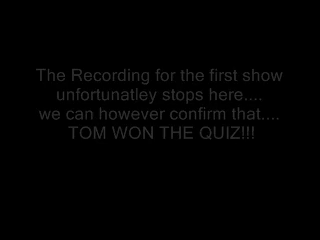 The Recording for the first show
unfortunatley stops here....
we can however confirm that....
TOM WON THE QUIZ!!!